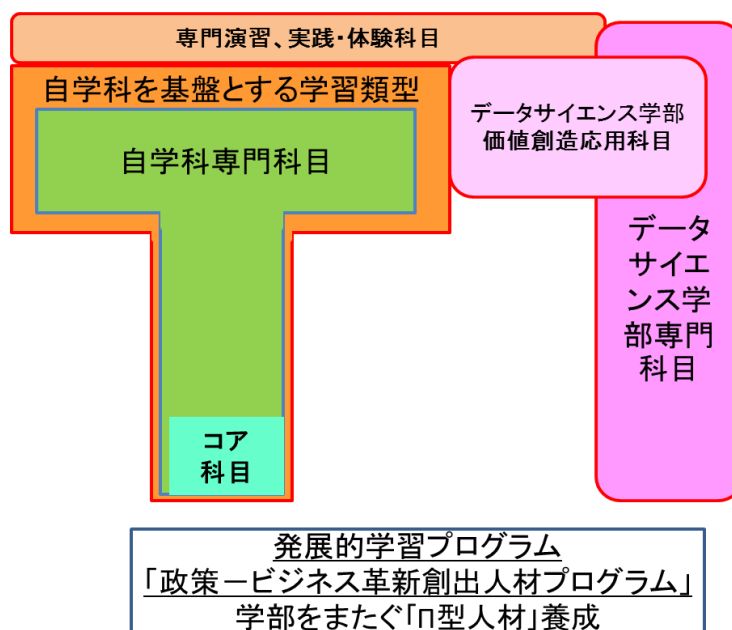 専門演習、実践・体験科目
自学科を基盤とする学習類型
自学科専門科目
データサイエンス学部
価値創造応用科目
データ
サイエ
ンス学
部専門
科目
コア
科目
発展的学習プログラム
「政策－ビジネス革新創出人材プログラム」
学部をまたぐ「Π型人材」養成